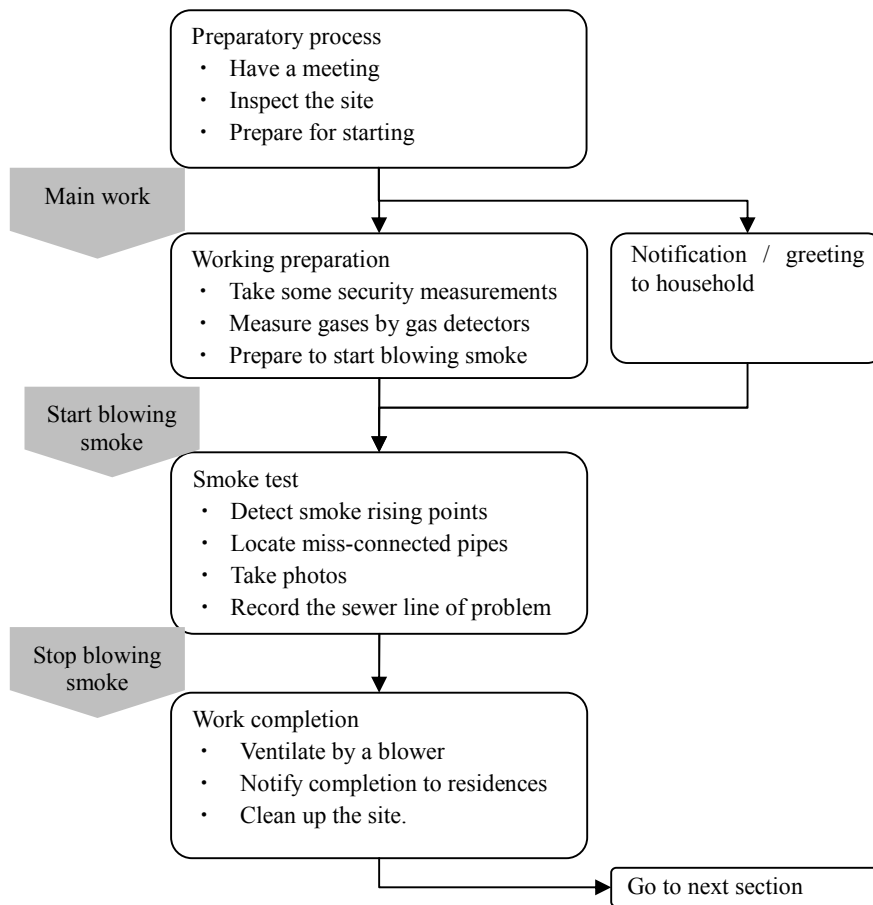 Preparatory process
・ Have a meeting
・ Inspect the site
・ Prepare for starting
Main work
Working preparation
・ Take some security measurements
・ Measure gases by gas detectors
・ Prepare to start blowing smoke
Notification / greeting
to household
Start blowing
smoke
Smoke test
・ Detect smoke rising points
・ Locate miss-connected pipes
・ Take photos
・ Record the sewer line of problem
Stop blowing
smoke
Work completion
・ Ventilate by a blower
・ Notify completion to residences
・ Clean up the site.
Go to next section